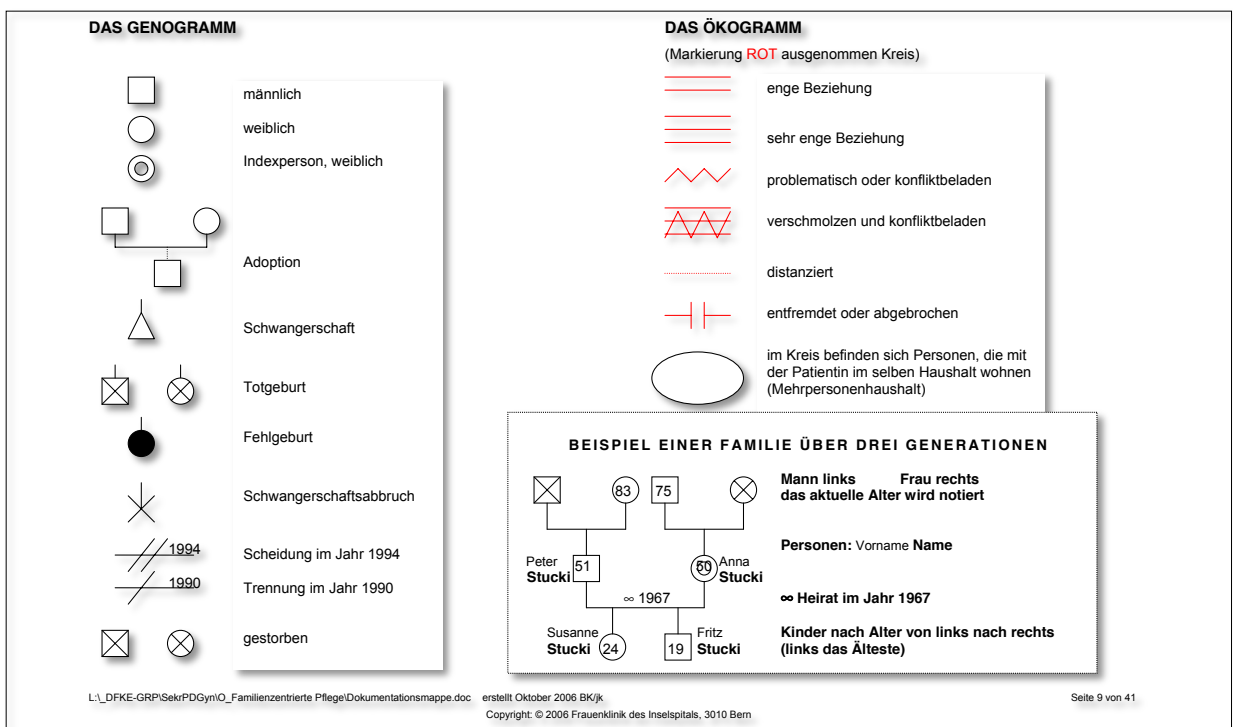 DAS GENOGRAMM
männlich
weiblich
Indexperson, weiblich
Adoption
Schwangerschaft
Totgeburt
Fehlgeburt
Schwangerschaftsabbruch
1994
Scheidung im Jahr 1994
1990
Trennung im Jahr 1990
gestorben
DAS ÖKOGRAMM
(Markierung ROT ausgenommen Kreis)
enge Beziehung
sehr enge Beziehung
problematisch oder konfliktbeladen
verschmolzen und konfliktbeladen
distanziert
entfremdet oder abgebrochen
im Kreis befinden sich Personen, die mit
der Patientin im selben Haushalt wohnen
(Mehrpersonenhaushalt)
BEISPIEL EINER FAMILIE ÜBER DREI GENERATIONEN
83
75
Peter
Stucki
51
50
Anna
Stucki
∞ 1967
Susanne
Stucki
24
19
Fritz
Stucki
Mann links Frau rechts
das aktuelle Alter wird notiert
Personen: Vorname Name
∞ Heirat im Jahr 1967
Kinder nach Alter von links nach rechts
(links das Älteste)
L:\_DFKE-GRP\SekrPDGyn\O_Familienzentrierte Pflege\Dokumentationsmappe.doc erstellt Oktober 2006 BK/jk
Seite 9 von 41
Copyright: © 2006 Frauenklinik des Inselspitals, 3010 Bern